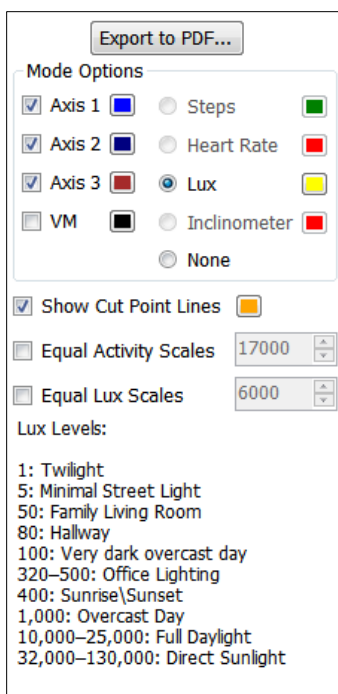 Export to PDF...
Mode Options
Axis 1 Steps
Axis 2 Heart Rate
Axis 3 Lux
VM Inclinometer
None
Show Cut Point Lines
Equal Activity Scales 17000
Equal Lux Scales 6000
Lux Levels:
1: Twilight
5: Minimal Street Light
50: Family Living Room
80: Hallway
100: Very dark overcast day
320–500: Office Lighting
400: Sunrise\Sunset
1,000: Overcast Day
10,000–25,000: Full Daylight
32,000–130,000: Direct Sunlight